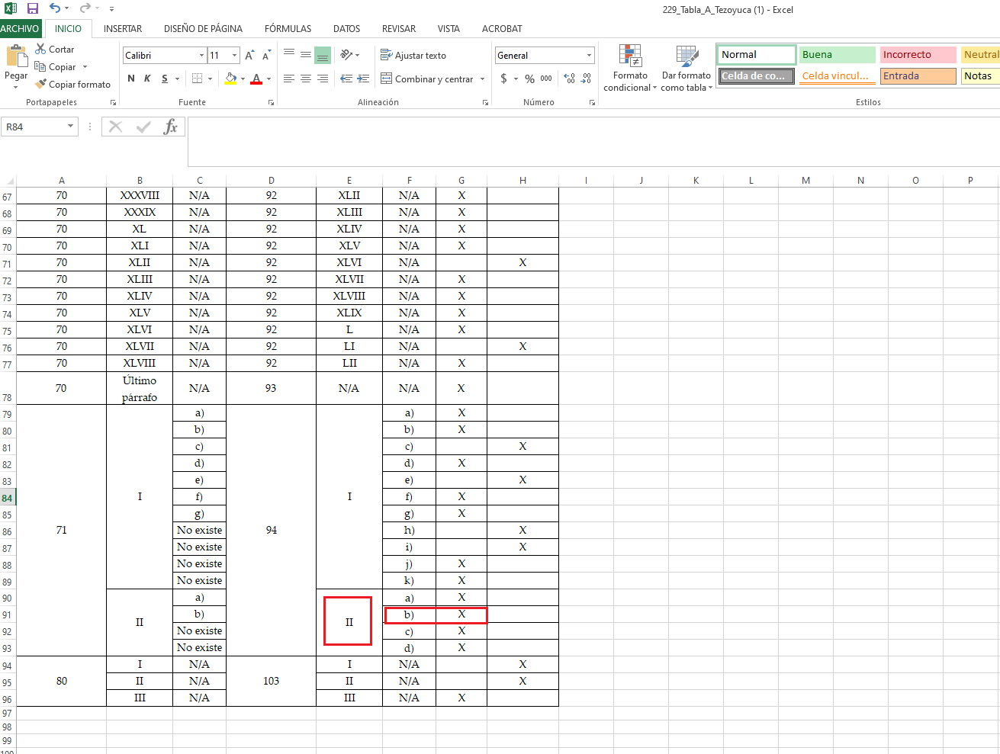 229_Tabla_A_Tezoyuca (1) - Excel
ARCHIVO INICIO INSERTAR DISEÑO DE PÁGINA FÓRMULAS DATOS REVISAR VISTA ACROBAT
Pegar
Cortar
Copiar
Copiar formato
Portapapeles
Calibri 11 A A
N K S A
Fuente
Ajustar texto
Combinar y centrar
Alineación
General
$ % 000
Número
Formato condicional
Dar formato como tabla
Normal Buena Incorrecto Neutral
Celda de co... Celda vincul... Entrada Notas
Estilos
R84 fx
A B C D E F G H I J K L M N O P
67 70 XXXVIII N/A 92 XLII N/A X
68 70 XXXIX N/A 92 XLIII N/A X
69 70 XL N/A 92 XLIV N/A X
70 70 XLI N/A 92 XLV N/A X
71 70 XLII N/A 92 XLVI N/A X
72 70 XLIII N/A 92 XLVII N/A X
73 70 XLIV N/A 92 XLVIII N/A X
74 70 XLV N/A 92 XLIX N/A X
75 70 XLVI N/A 92 L N/A X
76 70 XLVII N/A 92 LI N/A X
77 70 XLVIII N/A 92 LII N/A X
78 70 Último párrafo N/A 93 N/A N/A X
79 a) a) X
80 b) b) X
81 c) c) X
82 d) d) X
83 e) e) X
84 I f) I f) X
85 g) g) X
86 71 No existe 94 h) X
87 No existe i) X
88 No existe j) X
89 No existe k) X
90 a) a) X
91 II b) II b) X
92 No existe c) X
93 No existe d) X
94 I N/A I N/A X
95 80 II N/A 103 II N/A X
96 III N/A III N/A X
97
98
99
100